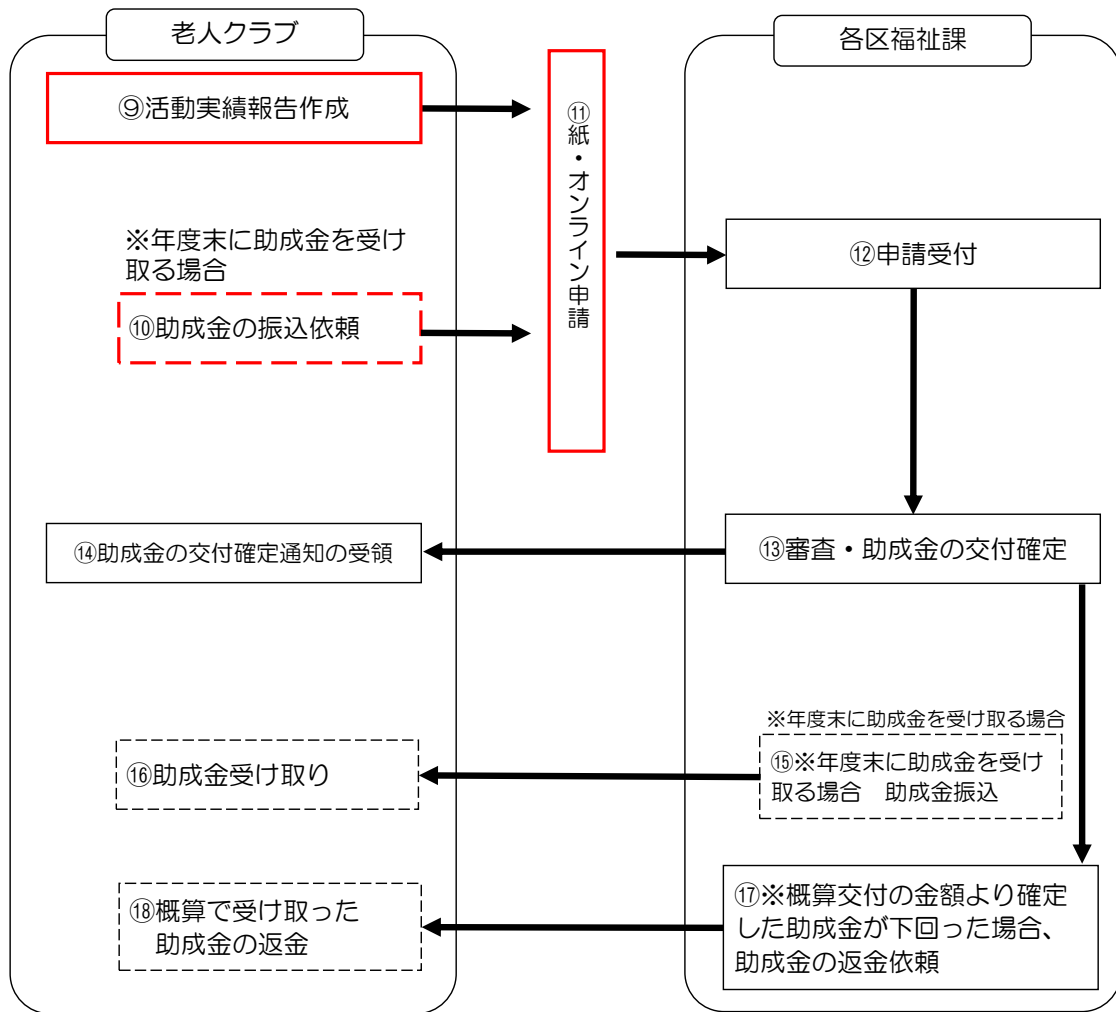 老人クラブ
各区福祉課
⑨活動実績報告作成
⑪紙・オンライン申請
※年度末に助成金を受け
取る場合
⑩助成金の振込依頼
⑫申請受付
⑬審査・助成金の交付確定
⑭助成金の交付確定通知の受領
※年度末に助成金を受け取る場合
⑮※年度末に助成金を受け
取る場合　助成金振込
⑯助成金受け取り
⑰※概算交付の金額より確定
した助成金が下回った場合、
助成金の返金依頼
⑱概算で受け取った
助成金の返金